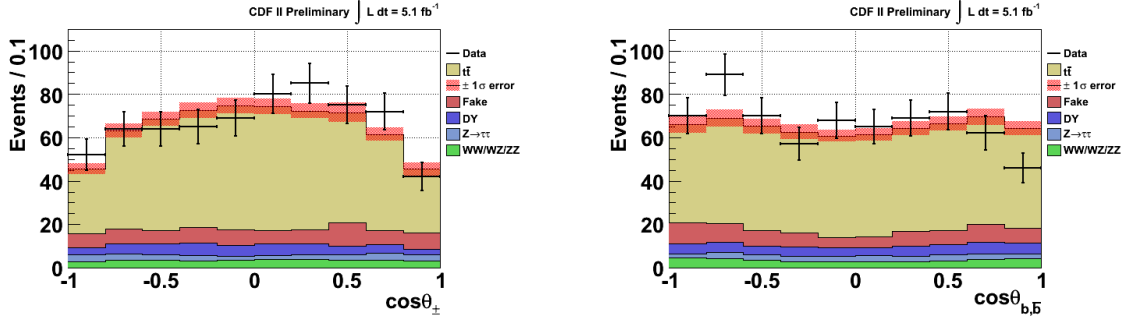 CDF II Preliminary ∫ L dt = 5.1 fb⁻¹
Events / 0.1
100
80
60
40
20
0
-1 -0.5 0 0.5 1
cosθ±
Data
tt̄
± 1σ error
Fake
DY
Z→ττ
WW/WZ/ZZ
CDF II Preliminary ∫ L dt = 5.1 fb⁻¹
Events / 0.1
100
80
60
40
20
0
-1 -0.5 0 0.5 1
cosθb,b̄
Data
tt̄
± 1σ error
Fake
DY
Z→ττ
WW/WZ/ZZ